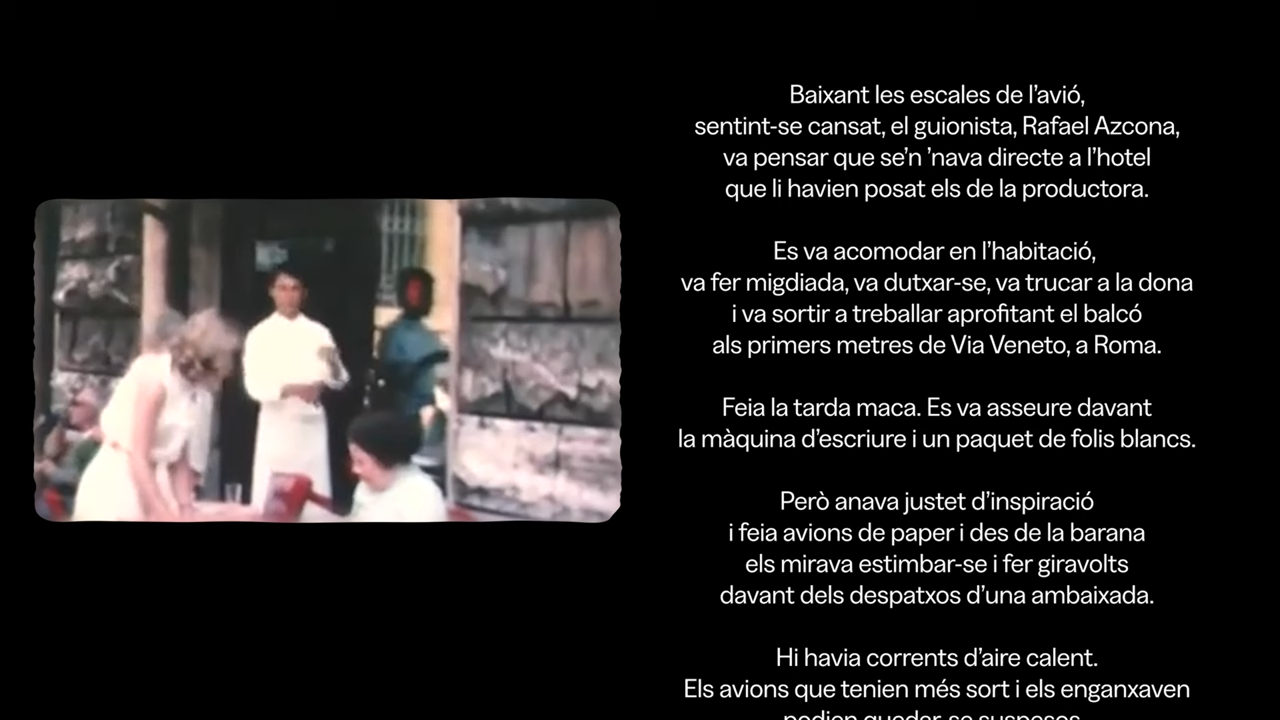 Baixant les escales de l’avió,
sentint-se cansat, el guionista, Rafael Azcona,
va pensar que se’n ’nava directe a l’hotel
que li havien posat els de la productora.
Es va acomodar en l’habitació,
va fer migdiada, va dutxar-se, va trucar a la dona
i va sortir a treballar aprofitant el balcó
als primers metres de Via Veneto, a Roma.
Feia la tarda maca. Es va asseure davant
la màquina d’escriure i un paquet de folis blancs.
Però anava justet d’inspiració
i feia avions de paper i des de la barana
els mirava estimbar-se i fer giravolts
davant dels despatxos d’una ambaixada.
Hi havia corrents d’aire calent.
Els avions que tenien més sort i els enganxaven
podien quedar-se suspesos